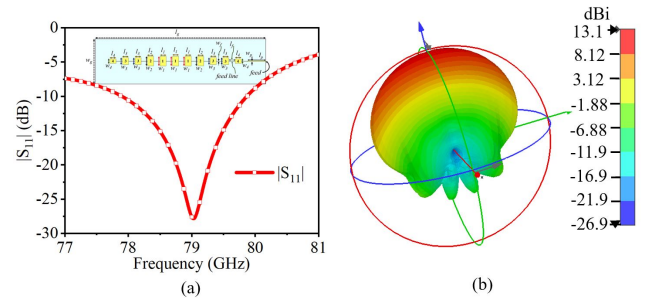 0
-5
-10
-15
-20
-25
-30
|S₁₁| (dB)
feed line
feed
|S₁₁|
77
78
79
80
81
Frequency (GHz)
(a)
dBi
13.1
8.12
3.12
-1.88
-6.88
-11.9
-16.9
-21.9
-26.9
(b)